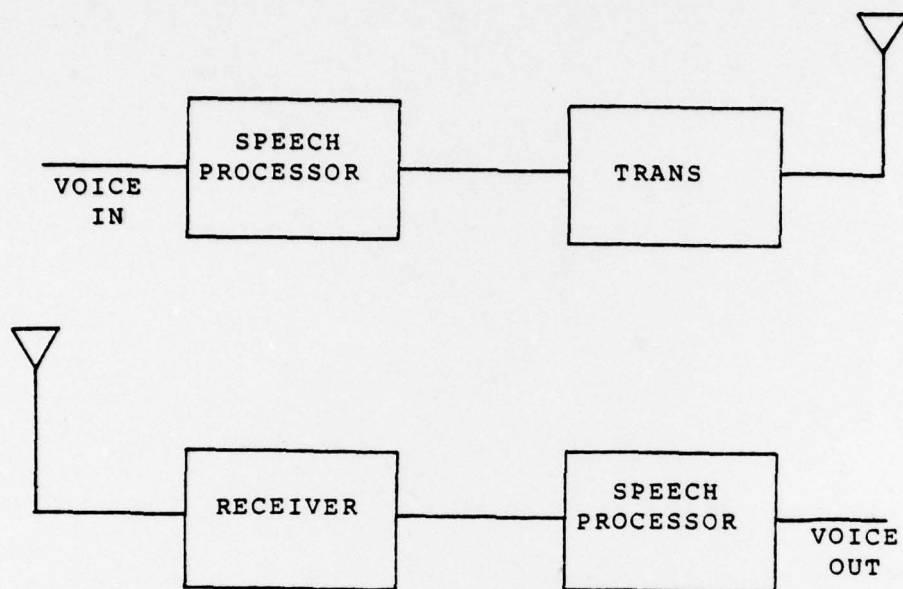 SPEECH
PROCESSOR
TRANS
VOICE
IN
RECEIVER
SPEECH
PROCESSOR
VOICE
OUT